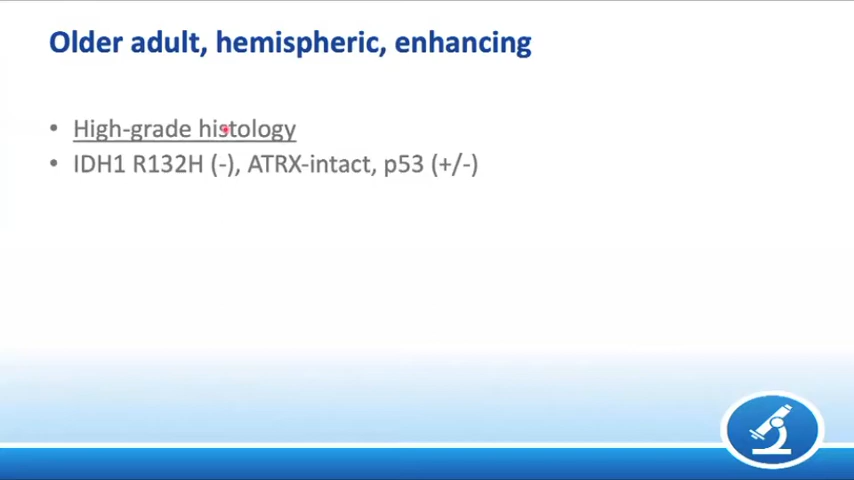 Older adult, hemispheric, enhancing
• High-grade histology
• IDH1 R132H (-), ATRX-intact, p53 (+/-)